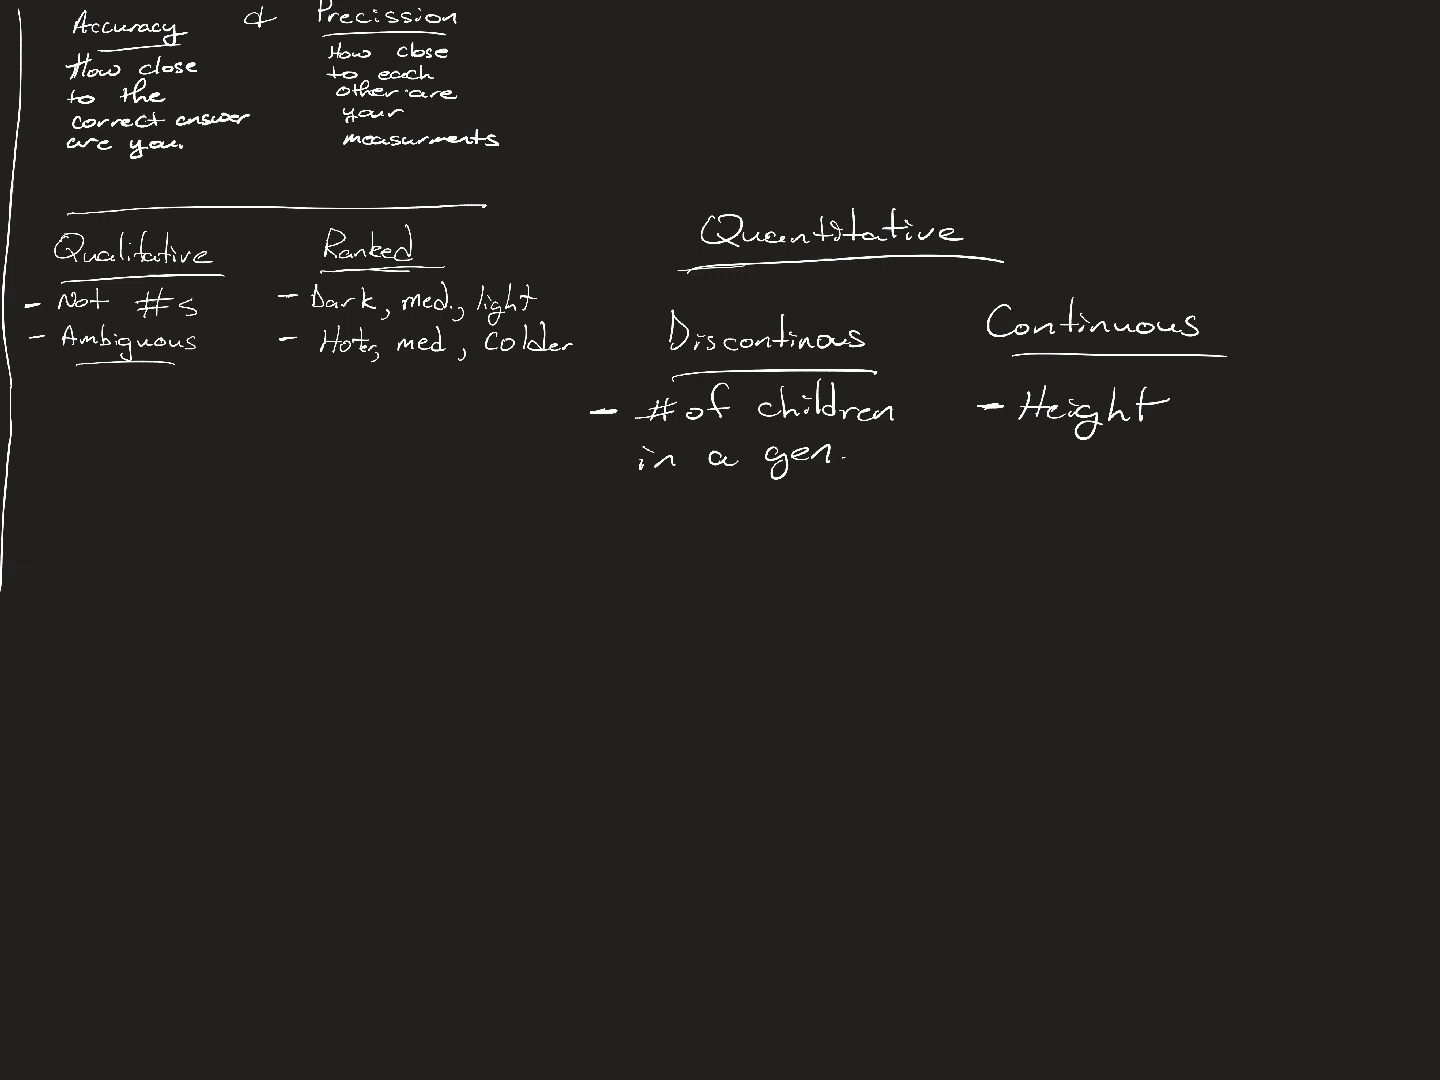 Accuracy & Precission
How close
to the
correct answer
are you.
How close
to each
other are
your
measurments
Qualitative
- Not #s
- Ambiguous
Ranked
- Dark, med., light
- Hot, med, Colder
Quantitative
Discontinous
- # of children
in a gen.
Continuous
- Height